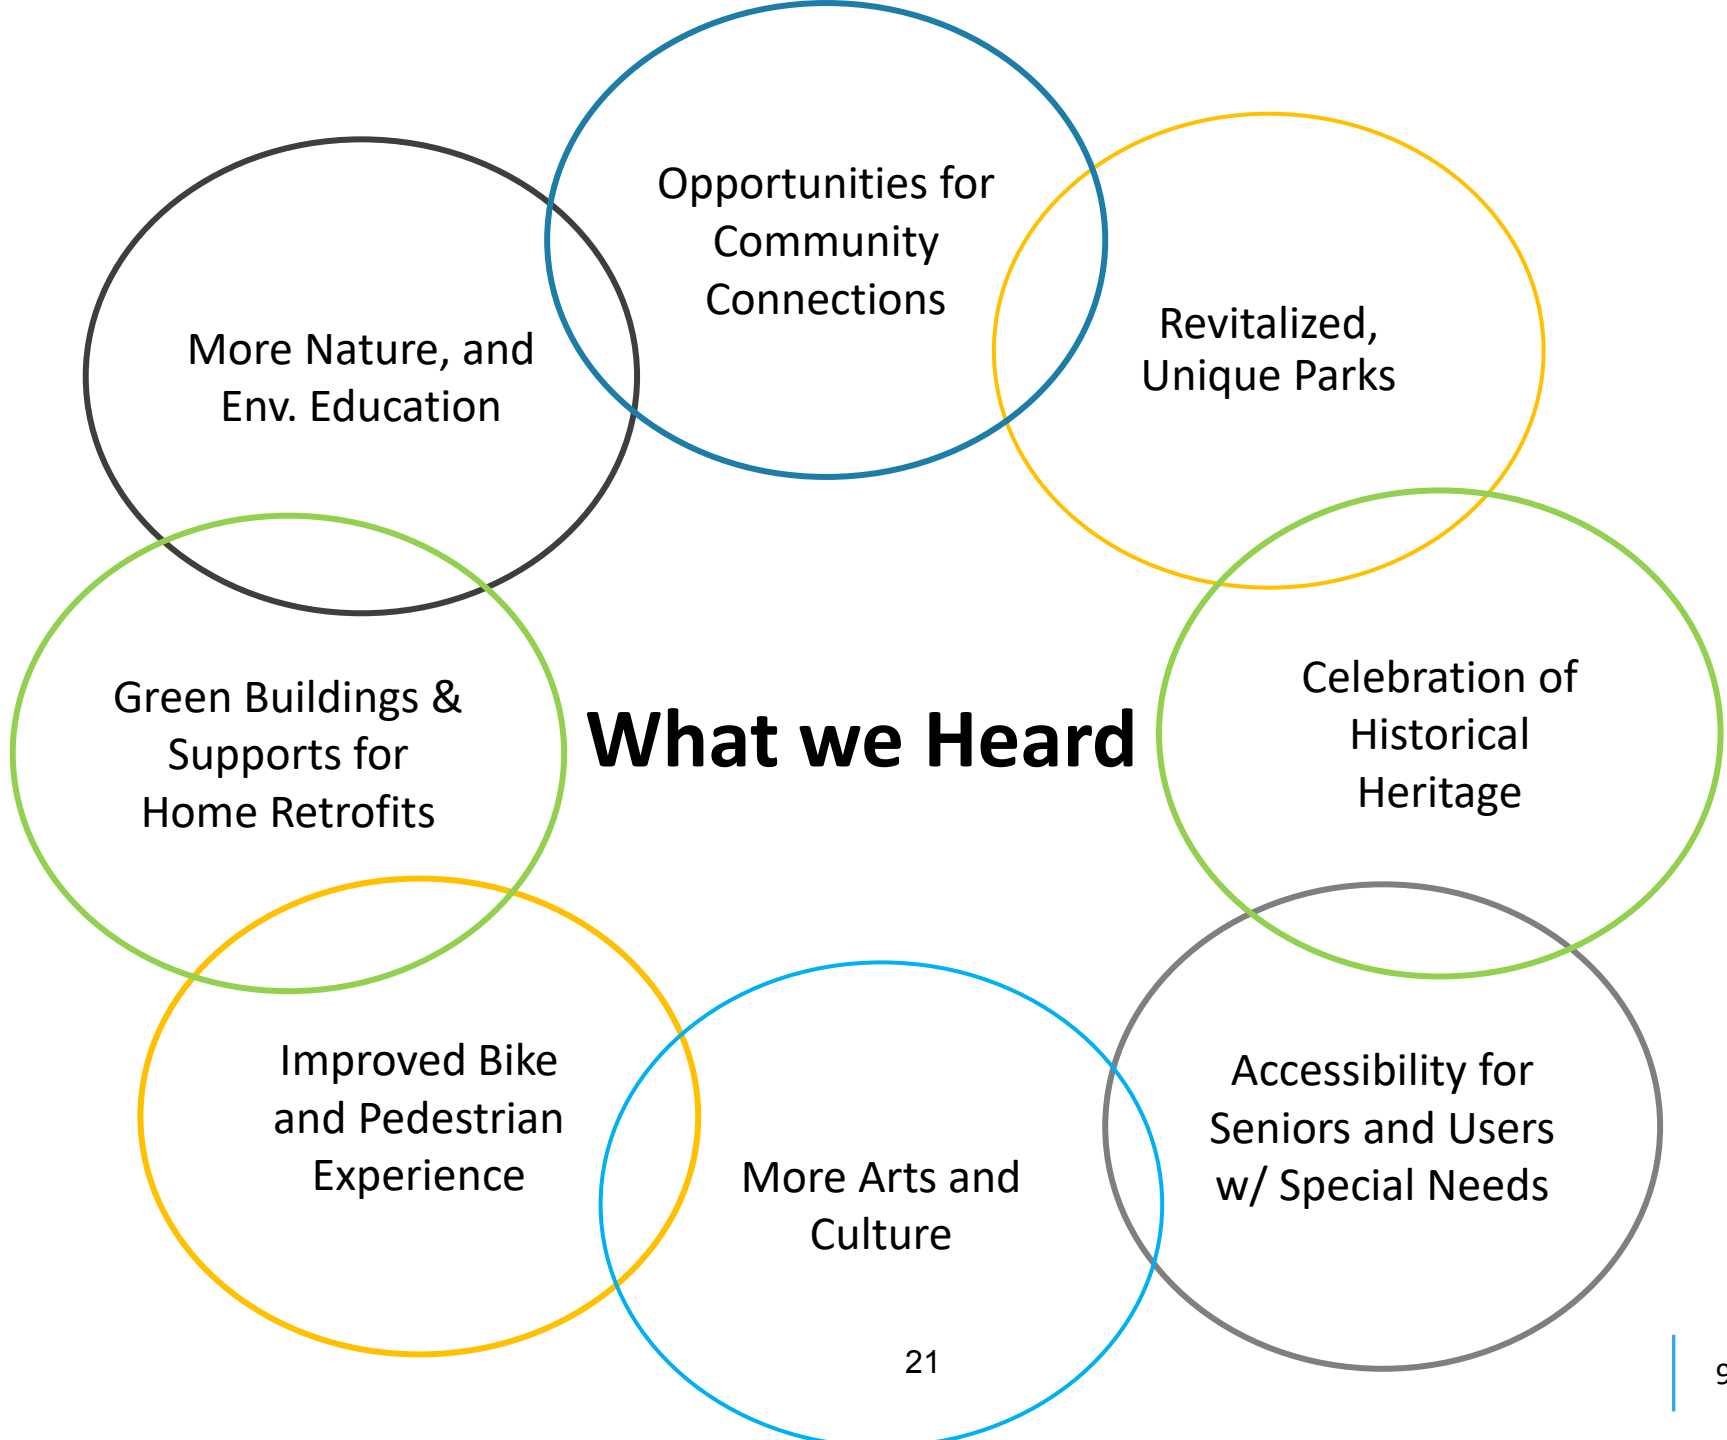 Opportunities for
Community
Connections
Revitalized,
Unique Parks
More Nature, and
Env. Education
Celebration of
Historical
Heritage
Green Buildings &
Supports for
Home Retrofits
What we Heard
Improved Bike
and Pedestrian
Experience
More Arts and
Culture
Accessibility for
Seniors and Users
w/ Special Needs
21
9